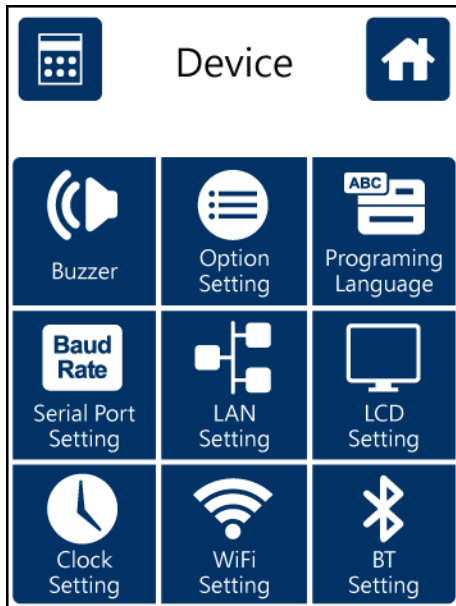 Device
Buzzer
Option
Setting
ABC
Programing
Language
Baud
Rate
Serial Port
Setting
LAN
Setting
LCD
Setting
Clock
Setting
WiFi
Setting
BT
Setting